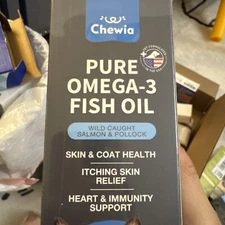 Chewia
PURE
OMEGA-3
FISH OIL
WILD CAUGHT
SALMON & POLLOCK
SKIN & COAT HEALTH
ITCHING SKIN
RELIEF
HEART & IMMUNITY
SUPPORT